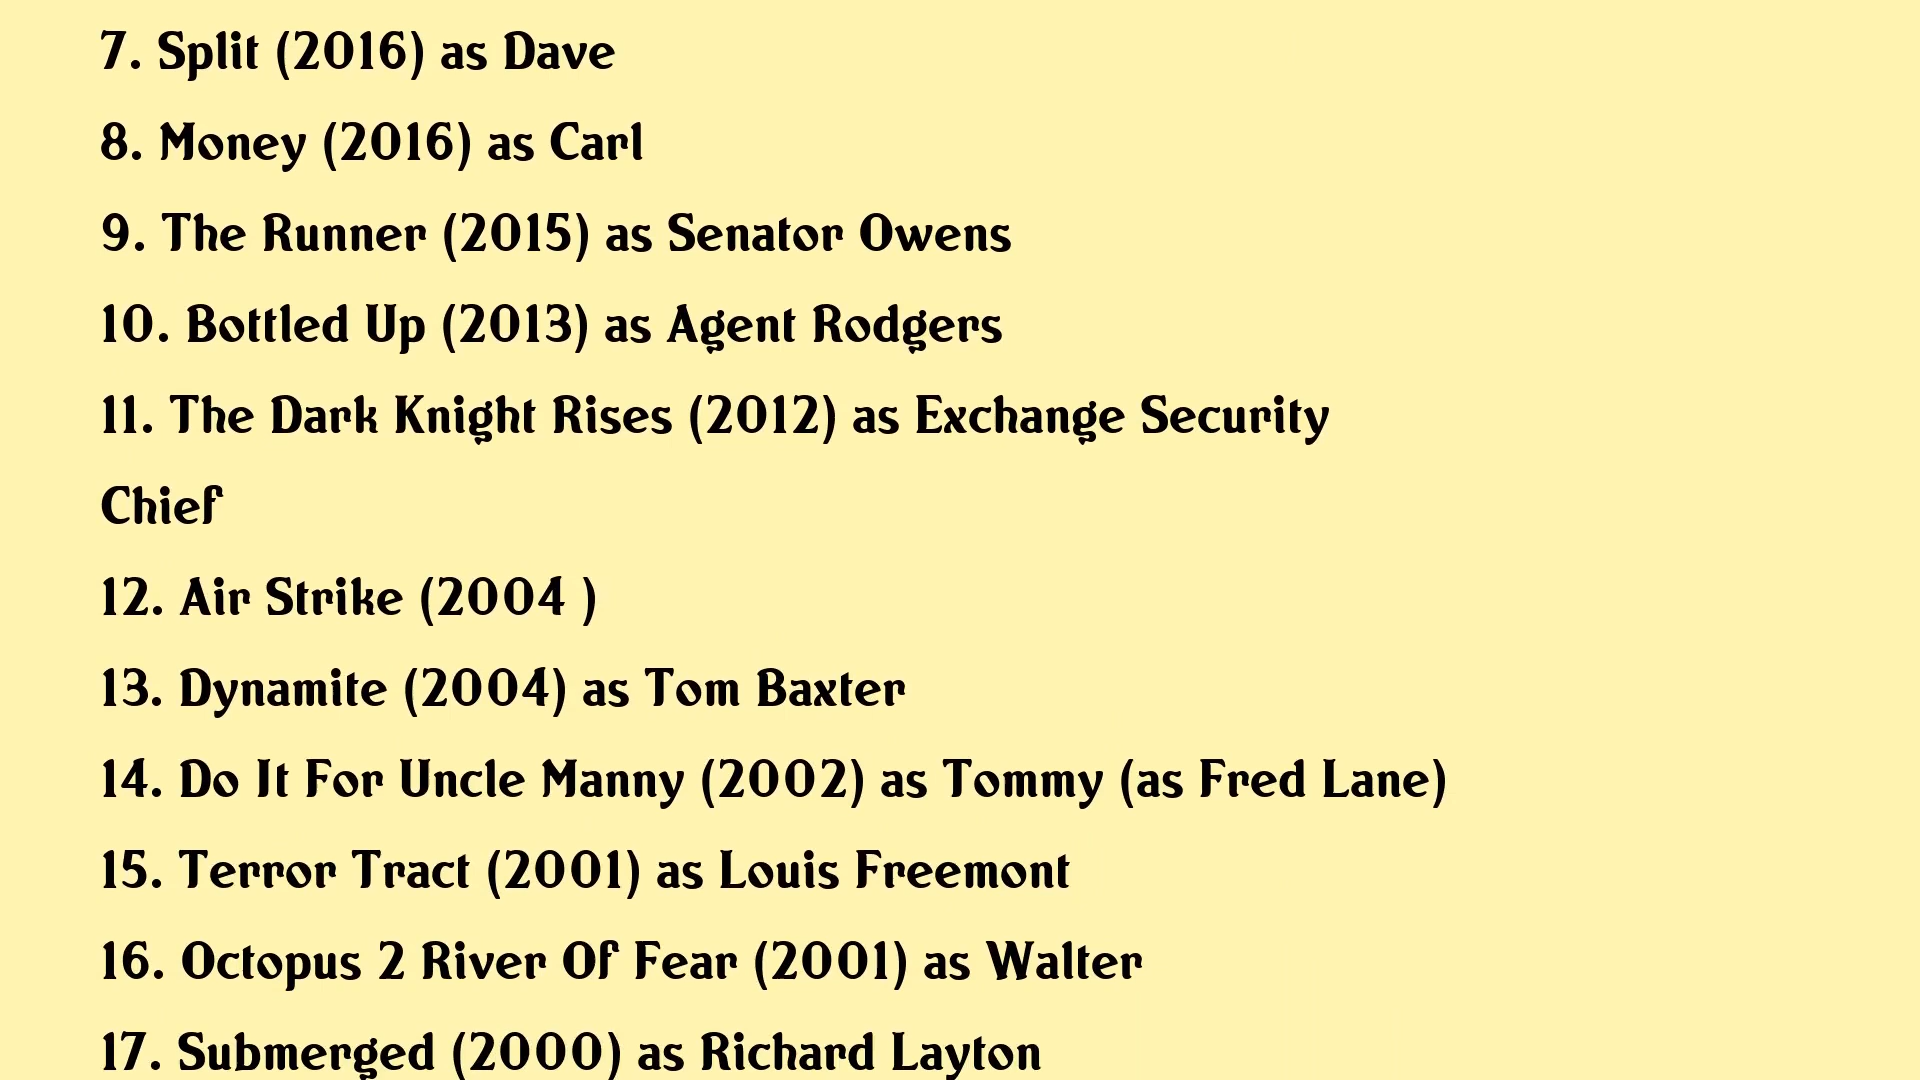 7. Split (2016) as Dave
8. Money (2016) as Carl
9. The Runner (2015) as Senator Owens
10. Bottled Up (2013) as Agent Rodgers
11. The Dark Knight Rises (2012) as Exchange Security
Chief
12. Air Strike (2004 )
13. Dynamite (2004) as Tom Baxter
14. Do It For Uncle Manny (2002) as Tommy (as Fred Lane)
15. Terror Tract (2001) as Louis Freemont
16. Octopus 2 River Of Fear (2001) as Walter
17. Submerged (2000) as Richard Layton